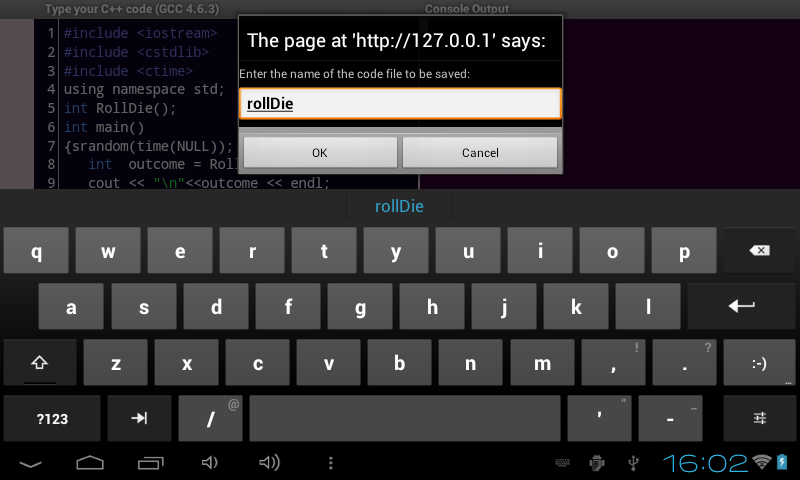 Type your C++ code (GCC 4.6.3)
Console Output
1 #include <iostream>
2 #include <cstdlib>
3 #include <ctime>
4 using namespace std;
5 int RollDie();
6 int main()
7 {srandom(time(NULL));
8 int outcome = Rol
9 cout << "\n"<<outcome << endl;
The page at 'http://127.0.0.1' says:
Enter the name of the code file to be saved:
rollDie
OK
Cancel
rollDie
q w e r t y u i o p
a s d f g h j k l
z x c v b n m , ! . ? :-) ...
?123 / @ ' " - _
16:02